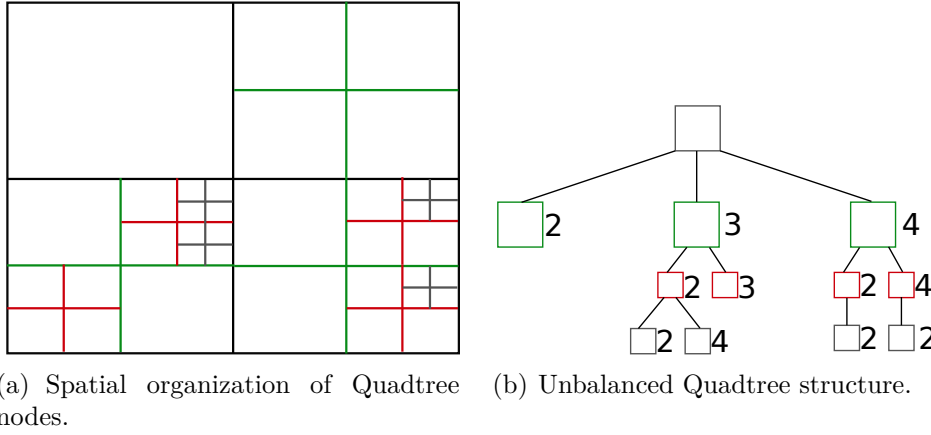 2 3 4
2 3 2 4
2 4 2 2
(a) Spatial organization of Quadtree
nodes.
(b) Unbalanced Quadtree structure.